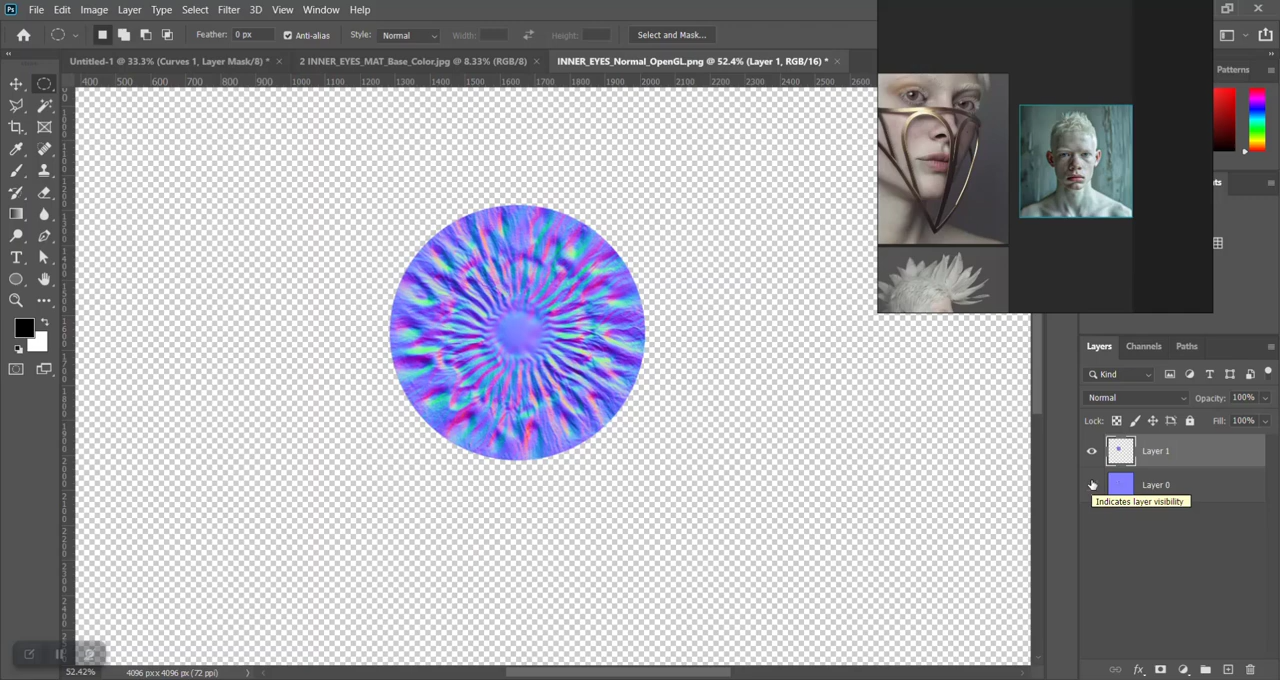 Ps File Edit Image Layer Type Select Filter 3D View Window Help
Feather: 0 px Anti-alias Style: Normal Width: Height: Select and Mask...
Untitled-1 @ 33.3% (Curves 1, Layer Mask/8) * × 2 INNER_EYES_MAT_Base_Color.jpg @ 8.33% (RGB/8) × INNER_EYES_Normal_OpenGL.png @ 52.4% (Layer 1, RGB/16) * ×
Patterns
400 500 600 700 800 900 1000 1100 1200 1300 1400 1500 1600 1700 1800 1900 2000 2100 2200 2300 2400 2500 2600
Layers Channels Paths
Kind
Normal Opacity: 100%
Lock: Fill: 100%
Layer 1
Layer 0
Indicates layer visibility
52.42% 4096 px x 4096 px (72 ppi)